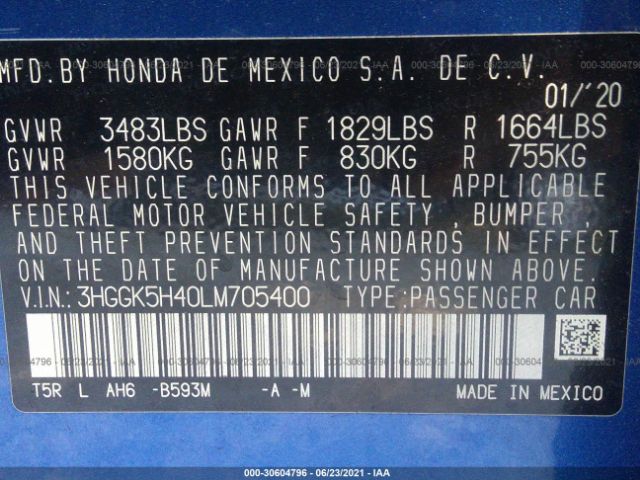 MFD.BY HONDA DE MEXICO S.A. DE C.V.
01/'20
GVWR 3483LBS GAWR F 1829LBS R 1664LBS
GVWR 1580KG GAWR F 830KG R 755KG
THIS VEHICLE CONFORMS TO ALL APPLICABLE
FEDERAL MOTOR VEHICLE SAFETY , BUMPER ,
AND THEFT PREVENTION STANDARDS IN EFFECT
ON THE DATE OF MANUFACTURE SHOWN ABOVE.
V.I.N.: 3HGGK5H40LM705400 TYPE:PASSENGER CAR
T5R L AH6 -B593M -A -M MADE IN MEXICO
000-30604796 - 06/23/2021 - IAA